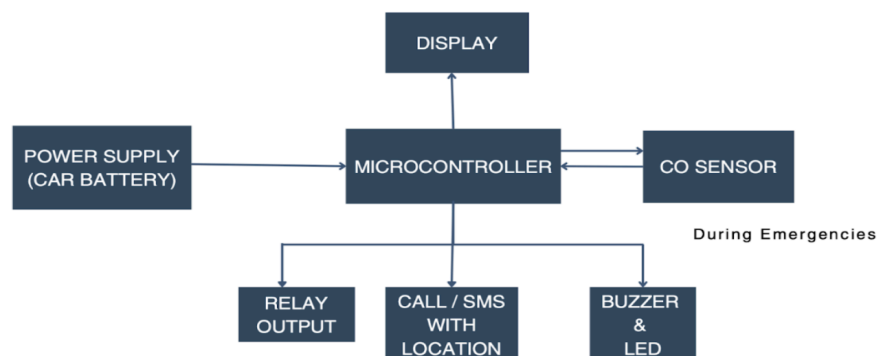 DISPLAY
POWER SUPPLY
(CAR BATTERY)
MICROCONTROLLER
CO SENSOR
During Emergencies
RELAY
OUTPUT
CALL / SMS
WITH
LOCATION
BUZZER
&
LED